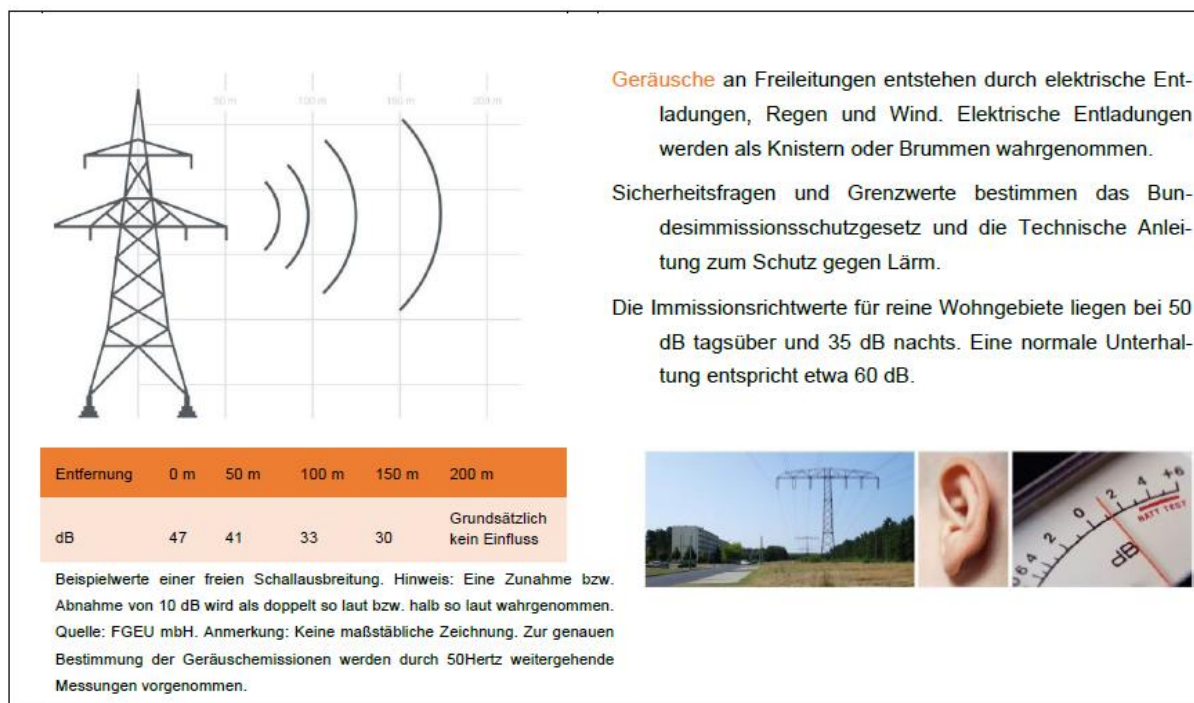 50 m 100 m 150 m 200 m
Geräusche an Freileitungen entstehen durch elektrische Ent-
ladungen, Regen und Wind. Elektrische Entladungen
werden als Knistern oder Brummen wahrgenommen.
Sicherheitsfragen und Grenzwerte bestimmen das Bun-
desimmissionsschutzgesetz und die Technische Anlei-
tung zum Schutz gegen Lärm.
Die Immissionsrichtwerte für reine Wohngebiete liegen bei 50
dB tagsüber und 35 dB nachts. Eine normale Unterhal-
tung entspricht etwa 60 dB.
Entfernung 0 m 50 m 100 m 150 m 200 m
dB 47 41 33 30 Grundsätzlich
kein Einfluss
Beispielwerte einer freien Schallausbreitung. Hinweis: Eine Zunahme bzw.
Abnahme von 10 dB wird als doppelt so laut bzw. halb so laut wahrgenommen.
Quelle: FGEU mbH. Anmerkung: Keine maßstäbliche Zeichnung. Zur genauen
Bestimmung der Geräuschemissionen werden durch 50Hertz weitergehende
Messungen vorgenommen.
6 4 2 0 2 4 +6
BATT TEST
dB